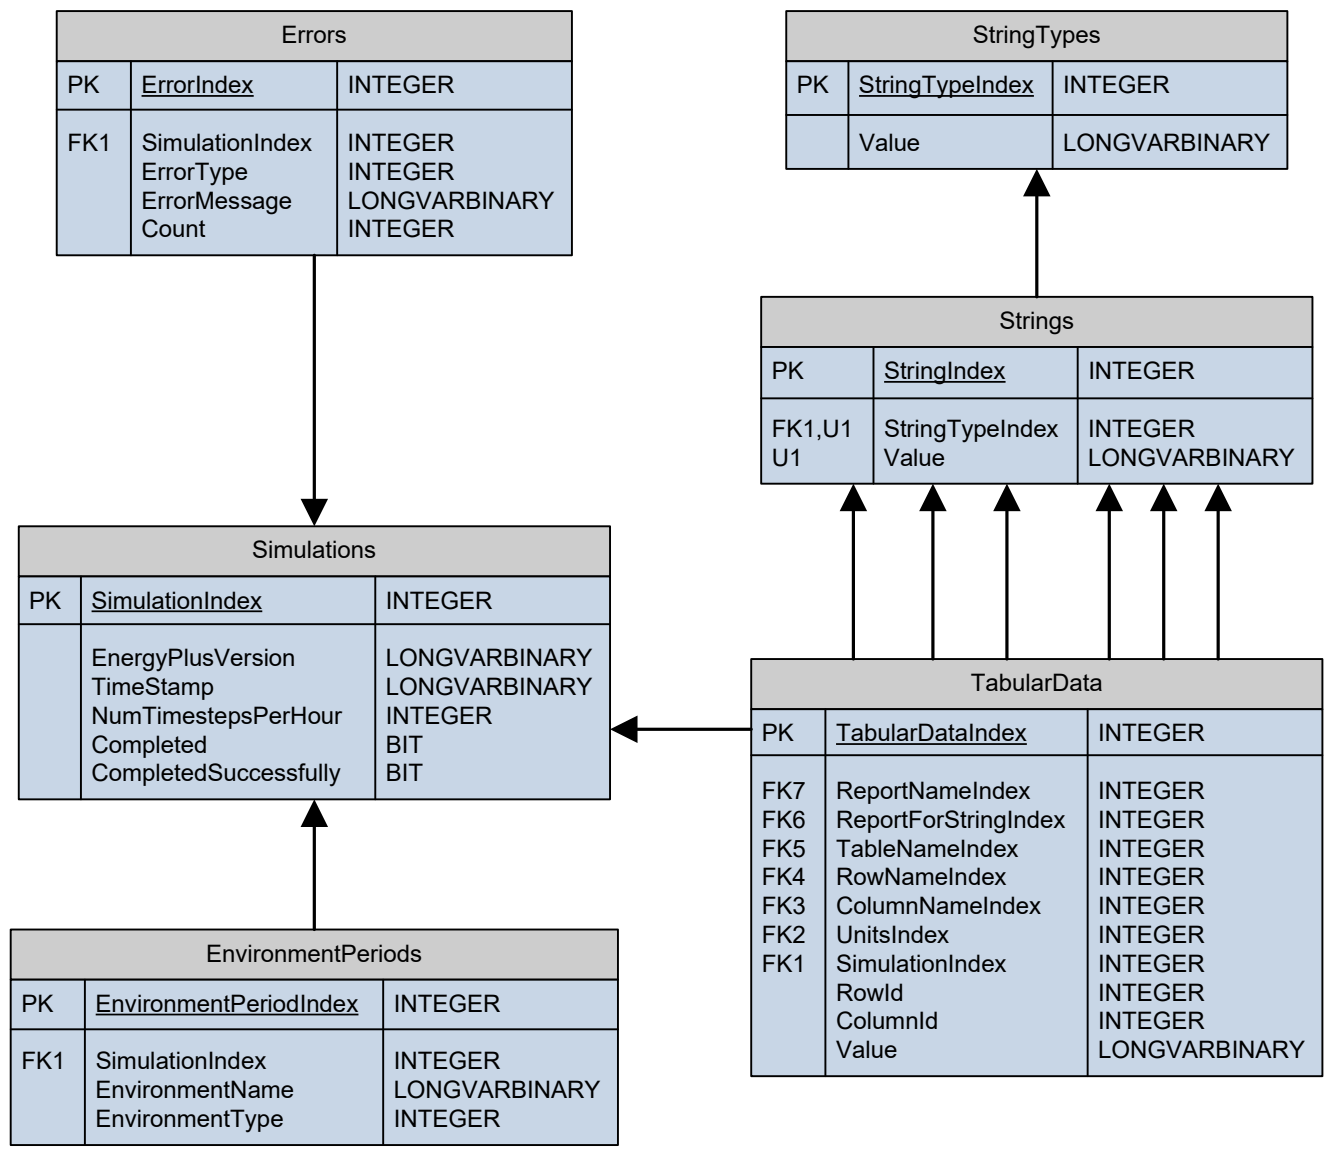 Errors
PK ErrorIndex INTEGER
FK1 SimulationIndex INTEGER
ErrorType INTEGER
ErrorMessage LONGVARBINARY
Count INTEGER
StringTypes
PK StringTypeIndex INTEGER
Value LONGVARBINARY
Strings
PK StringIndex INTEGER
FK1,U1 StringTypeIndex INTEGER
U1 Value LONGVARBINARY
Simulations
PK SimulationIndex INTEGER
EnergyPlusVersion LONGVARBINARY
TimeStamp LONGVARBINARY
NumTimestepsPerHour INTEGER
Completed BIT
CompletedSuccessfully BIT
TabularData
PK TabularDataIndex INTEGER
FK7 ReportNameIndex INTEGER
FK6 ReportForStringIndex INTEGER
FK5 TableNameIndex INTEGER
FK4 RowNameIndex INTEGER
FK3 ColumnNameIndex INTEGER
FK2 UnitsIndex INTEGER
FK1 SimulationIndex INTEGER
RowId INTEGER
ColumnId INTEGER
Value LONGVARBINARY
EnvironmentPeriods
PK EnvironmentPeriodIndex INTEGER
FK1 SimulationIndex INTEGER
EnvironmentName LONGVARBINARY
EnvironmentType INTEGER